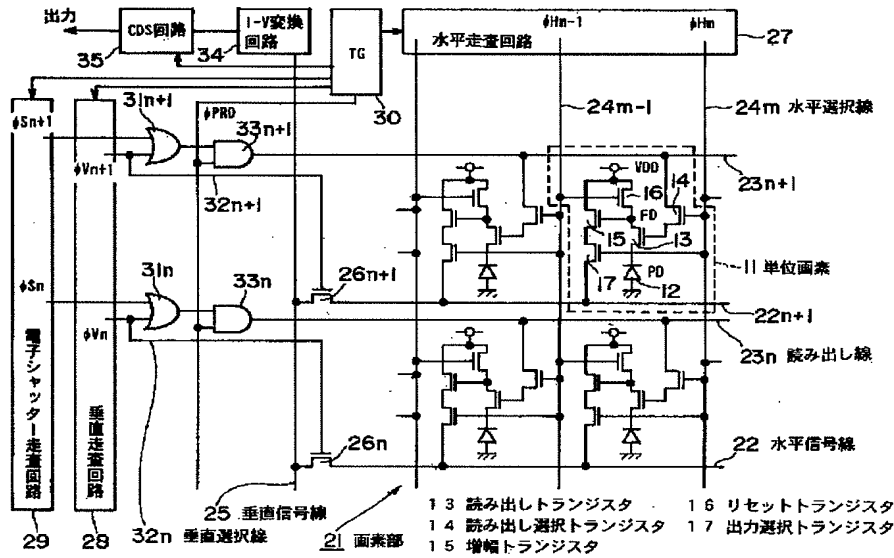 出力
CDS回路
35
I-V変換
回路
34
TG
30
水平走査回路
φHm-1
φHm
27
24m-1
24m 水平選択線
φSn+1
31n+1
φPRD
33n+1
φVn+1
32n+1
23n+1
VDD
16
14
FD
15
13
11 単位画素
PD
12
17
26n+1
22n+1
φSn
31n
33n
φVn
23n 読み出し線
26n
22 水平信号線
電子シャッター走査回路
垂直走査回路
25 垂直信号線
29
28
32n 垂直選択線
21 画素部
13 読み出しトランジスタ
14 読み出し選択トランジスタ
15 増幅トランジスタ
16 リセットトランジスタ
17 出力選択トランジスタ